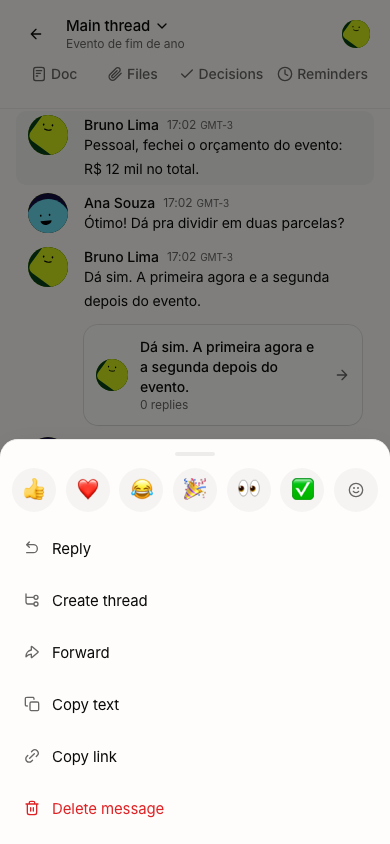 Main thread
Evento de fim de ano
Doc
Files
Decisions
Reminders
Bruno Lima 17:02 GMT-3
Pessoal, fechei o orçamento do evento:
R$ 12 mil no total.
Ana Souza 17:02 GMT-3
Ótimo! Dá pra dividir em duas parcelas?
Bruno Lima 17:02 GMT-3
Dá sim. A primeira agora e a segunda
depois do evento.
Dá sim. A primeira agora e
a segunda depois do
evento.
0 replies
Reply
Create thread
Forward
Copy text
Copy link
Delete message